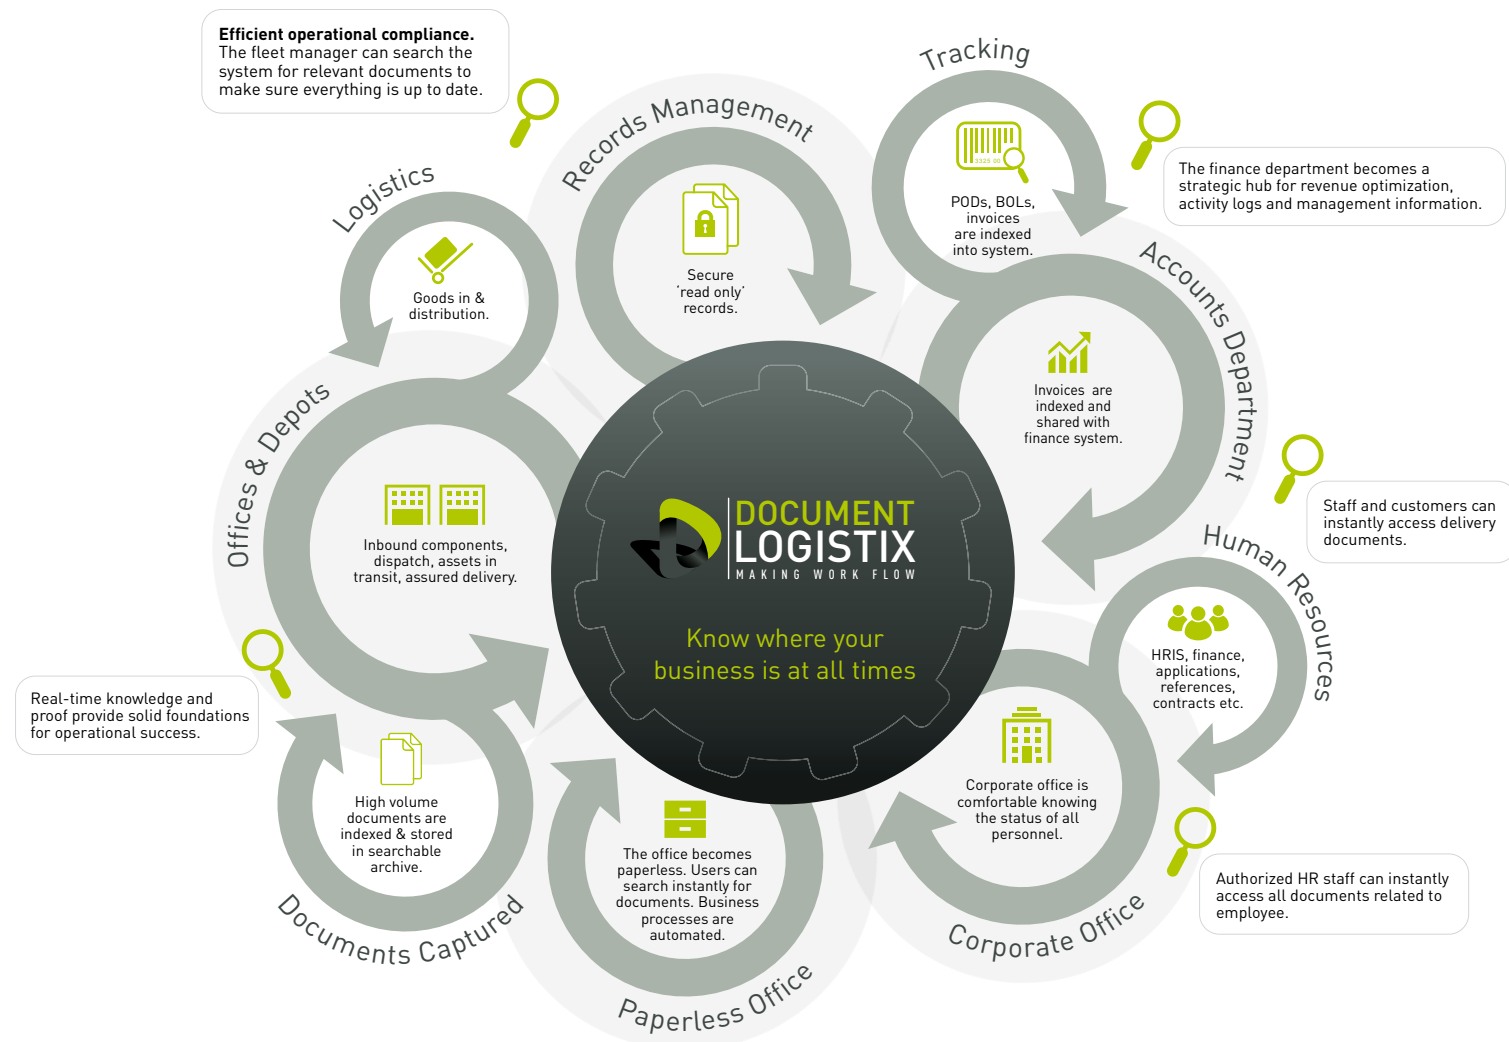 Efficient operational compliance.
The fleet manager can search the
system for relevant documents to
make sure everything is up to date.
Tracking
PODs, BOLs,
invoices
are indexed
into system.
3325 00
The finance department becomes a
strategic hub for revenue optimization,
activity logs and management information.
Records Management
Secure
'read only'
records.
Logistics
Goods in &
distribution.
Accounts Department
Invoices are
indexed and
shared with
finance system.
Offices & Depots
Inbound components,
dispatch, assets in
transit, assured delivery.
DOCUMENT
LOGISTIX
MAKING WORK FLOW
Know where your
business is at all times
Staff and customers can
instantly access delivery
documents.
Human Resources
HRIS, finance,
applications,
references,
contracts etc.
Real-time knowledge and
proof provide solid foundations
for operational success.
High volume
documents are
indexed & stored
in searchable
archive.
Documents Captured
The office becomes
paperless. Users can
search instantly for
documents. Business
processes are
automated.
Paperless Office
Corporate office is
comfortable knowing
the status of all
personnel.
Corporate Office
Authorized HR staff can instantly
access all documents related to
employee.